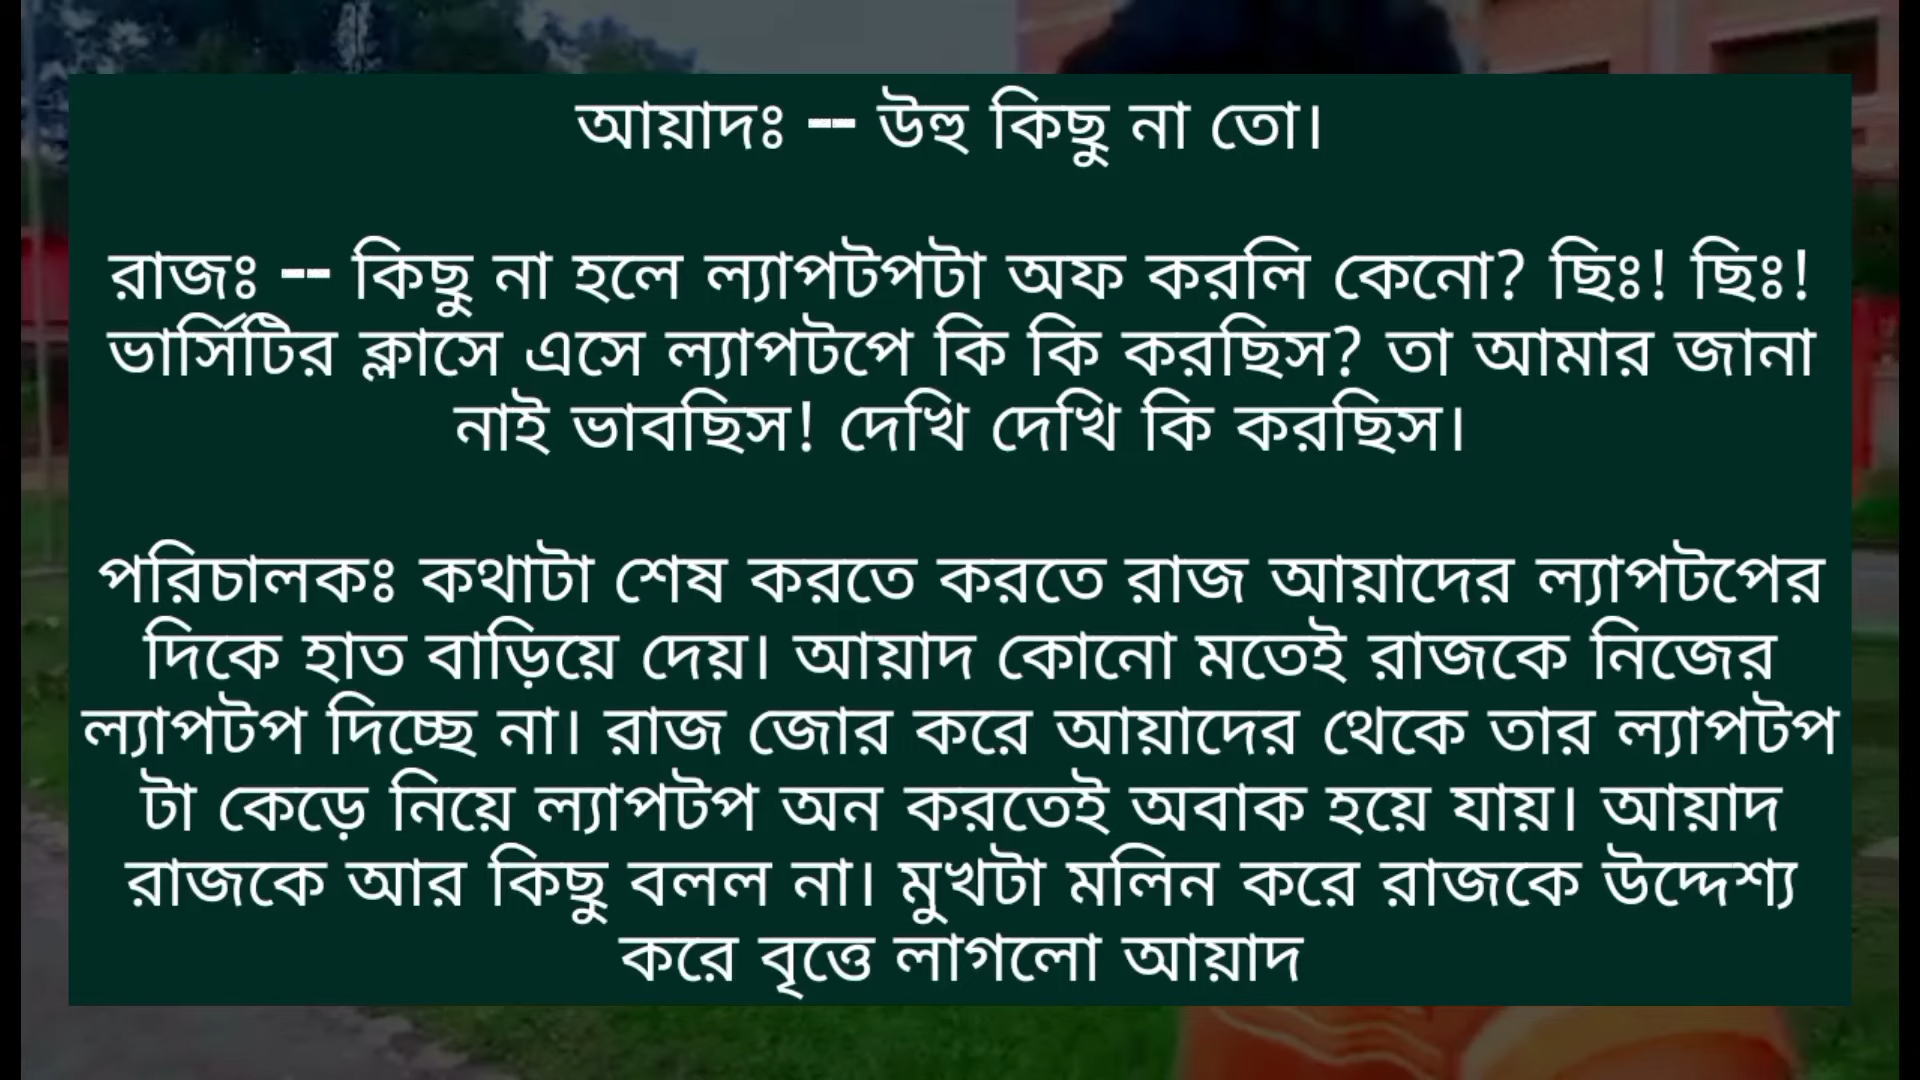 আয়াদঃ -- উহু কিছু না তো।
রাজঃ -- কিছু না হলে ল্যাপটপটা অফ করলি কেনো? ছিঃ! ছিঃ!
ভার্সিটির ক্লাসে এসে ল্যাপটপে কি কি করছিস? তা আমার জানা
নাই ভাবছিস! দেখি দেখি কি করছিস।
পরিচালকঃ কথাটা শেষ করতে করতে রাজ আয়াদের ল্যাপটপের
দিকে হাত বাড়িয়ে দেয়। আয়াদ কোনো মতেই রাজকে নিজের
ল্যাপটপ দিচ্ছে না। রাজ জোর করে আয়াদের থেকে তার ল্যাপটপ
টা কেড়ে নিয়ে ল্যাপটপ অন করতেই অবাক হয়ে যায়। আয়াদ
রাজকে আর কিছু বলল না। মুখটা মলিন করে রাজকে উদ্দেশ্য
করে বৃত্তে লাগলো আয়াদ